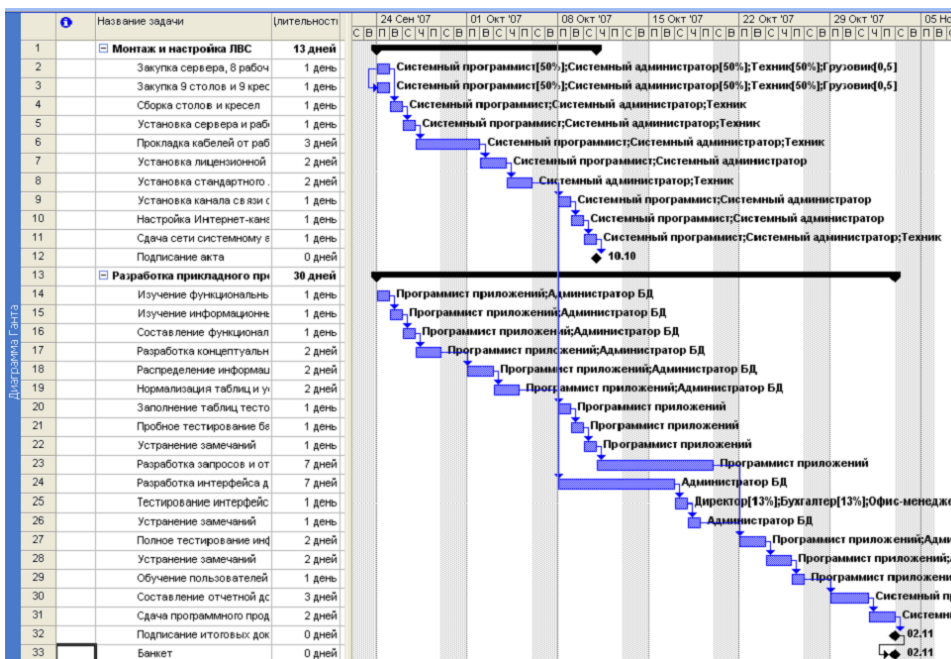 Название задачи Длительность 24 Сен '07 01 Окт '07 08 Окт '07 15 Окт '07 22 Окт '07 29 Окт '07 05 Но
С В П В С Ч П С В П В С Ч П С В П В С Ч П С В П В С Ч П С В П В С Ч П С В П В С Ч П С В П В
Диаграмма Ганта
1 Монтаж и настройка ЛВС 13 дней
2 Закупка сервера, 8 рабоч 1 день Системный программист[50%];Системный администратор[50%];Техник[50%];Грузовик[0,5]
3 Закупка 9 столов и 9 крес 1 день Системный программист[50%];Системный администратор[50%];Техник[50%];Грузовик[0,5]
4 Сборка столов и кресел 1 день Системный программист;Системный администратор;Техник
5 Установка сервера и раб 1 день Системный программист;Системный администратор;Техник
6 Прокладка кабелей от раб 3 дней Системный программист;Системный администратор;Техник
7 Установка лицензионной 2 дней Системный программист;Системный администратор
8 Установка стандартного 2 дней Системный администратор;Техник
9 Установка канала связи с 1 день Системный программист;Системный администратор
10 Настройка Интернет-кана 1 день Системный программист;Системный администратор
11 Сдача сети системному а 1 день Системный программист;Системный администратор;Техник
12 Подписание акта 0 дней 10.10
13 Разработка прикладного пр 30 дней
14 Изучение функциональн 1 день Программист приложений;Администратор БД
15 Изучение информационн 1 день Программист приложений;Администратор БД
16 Составление функционал 1 день Программист приложений;Администратор БД
17 Разработка концептуальн 2 дней Программист приложений;Администратор БД
18 Распределение информац 2 дней Программист приложений;Администратор БД
19 Нормализация таблиц и у 2 дней Программист приложений;Администратор БД
20 Заполнение таблиц тесто 1 день Программист приложений
21 Пробное тестирование ба 1 день Программист приложений
22 Устранение замечаний 1 день Программист приложений
23 Разработка запросов и от 7 дней Программист приложений
24 Разработка интерфейса д 7 дней Администратор БД
25 Тестирование интерфейс 1 день Директор[13%];Бухгалтер[13%];Офис-менедже
26 Устранение замечаний 1 день Администратор БД
27 Полное тестирование инф 2 дней Программист приложений;Адми
28 Устранение замечаний 2 дней Программист приложений;
29 Обучение пользователей 1 день Программист приложени
30 Составление отчетной до 3 дней Системный п
31 Сдача программного прод 2 дней Системн
32 Подписание итоговых док 0 дней 02.11
33 Банкет 0 дней 02.11